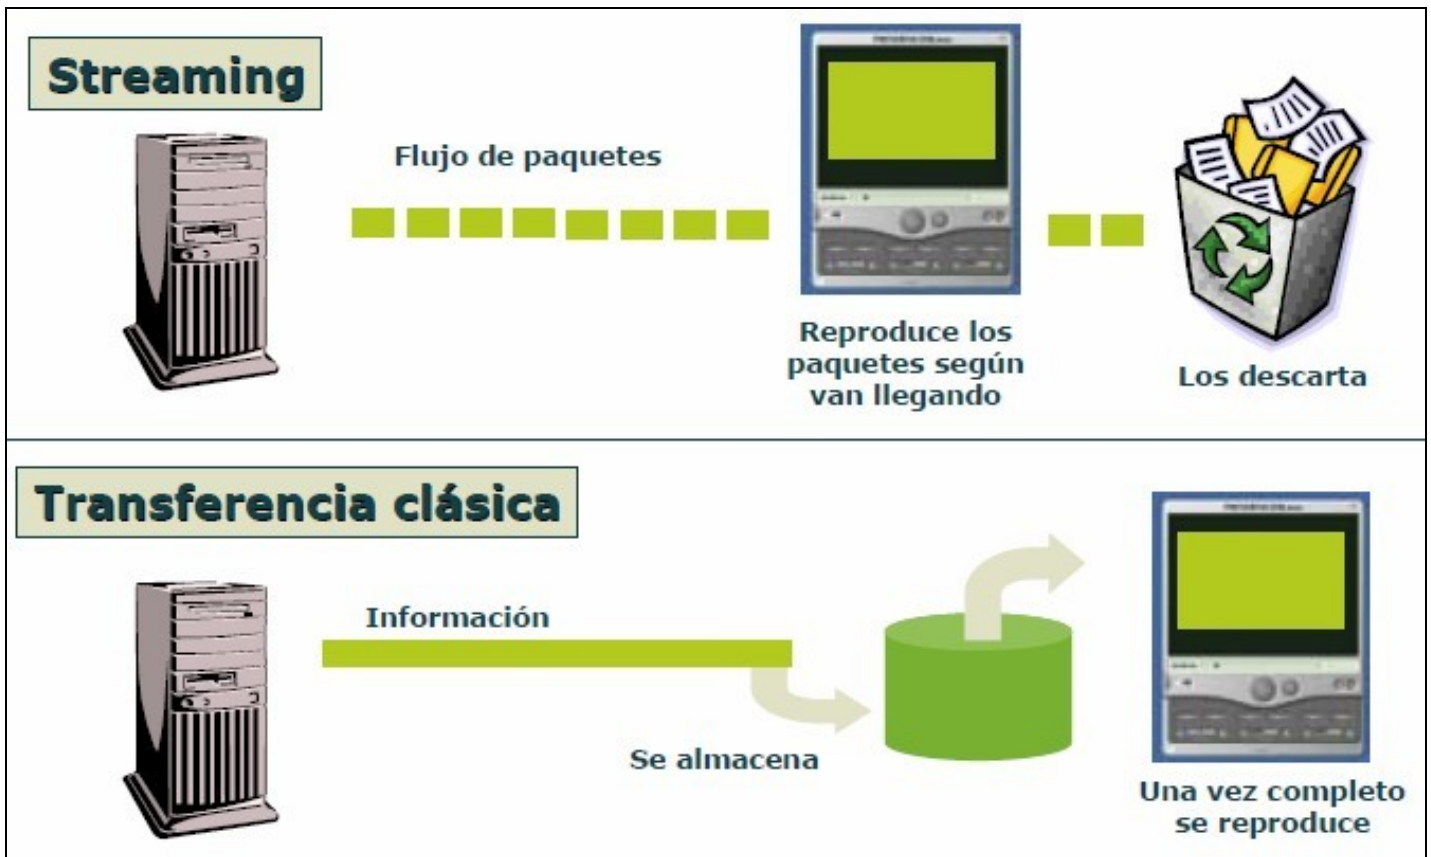 Streaming
Flujo de paquetes
Reproduce los
paquetes según
van llegando
Los descarta
Transferencia clásica
Información
Se almacena
Una vez completo
se reproduce